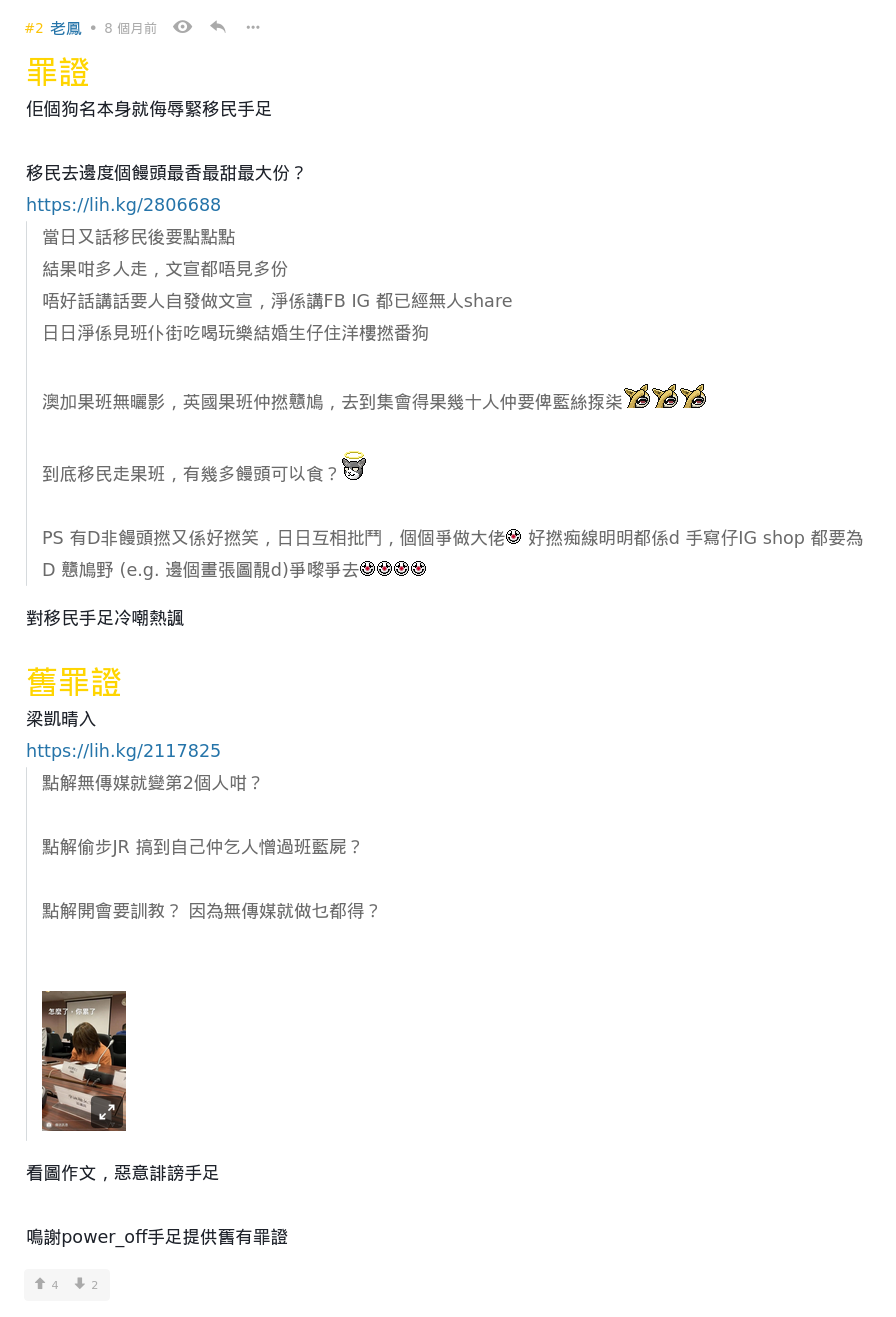 #2 老鳳 • 8 個月前
罪證
佢個狗名本身就侮辱緊移民手足
移民去邊度個饅頭最香最甜最大份？
https://lih.kg/2806688
當日又話移民後要點點點
結果咁多人走，文宣都唔見多份
唔好話講話要人自發做文宣，淨係講FB IG 都已經無人share
日日淨係見班仆街吃喝玩樂結婚生仔住洋樓撚番狗
澳加果班無曬影，英國果班仲撚戇鳩，去到集會得果幾十人仲要俾藍絲揼柒
到底移民走果班，有幾多饅頭可以食？
PS 有D非饅頭撚又係好撚笑，日日互相批鬥，個個爭做大佬 好撚痴線明明都係d 手寫仔IG shop 都要為
D 戇鳩野 (e.g. 邊個畫張圖靚d)爭嚟爭去
對移民手足冷嘲熱諷
舊罪證
梁凱晴入
https://lih.kg/2117825
點解無傳媒就變第2個人咁？
點解偷步JR 搞到自己仲乞人憎過班藍屍？
點解開會要訓教？ 因為無傳媒就做乜都得？
怎麼了，你累了
看圖作文，惡意誹謗手足
鳴謝power_off手足提供舊有罪證
4 2